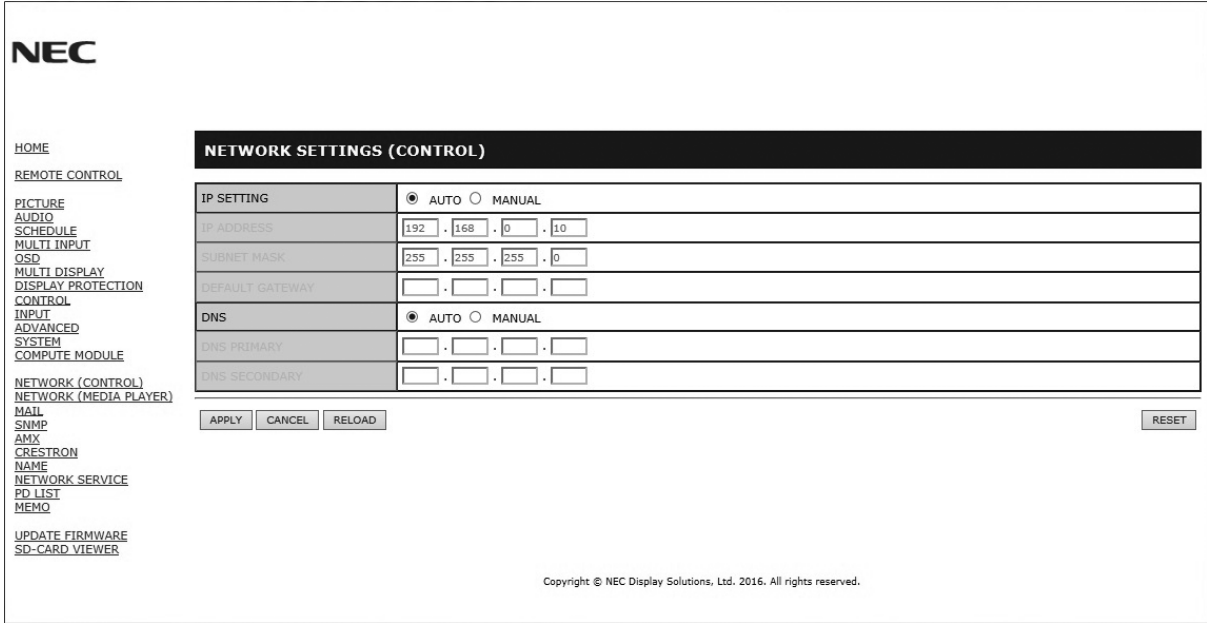 NEC
HOME
REMOTE CONTROL
PICTURE
AUDIO
SCHEDULE
MULTI INPUT
OSD
MULTI DISPLAY
DISPLAY PROTECTION
CONTROL
INPUT
ADVANCED
SYSTEM
COMPUTE MODULE
NETWORK (CONTROL)
NETWORK (MEDIA PLAYER)
MAIL
SNMP
AMX
CRESTRON
NAME
NETWORK SERVICE
PD LIST
MEMO
UPDATE FIRMWARE
SD-CARD VIEWER
NETWORK SETTINGS (CONTROL)
IP SETTING AUTO MANUAL
IP ADDRESS 192 . 168 . 0 . 10
SUBNET MASK 255 . 255 . 255 . 0
DEFAULT GATEWAY . . .
DNS AUTO MANUAL
DNS PRIMARY . . .
DNS SECONDARY . . .
APPLY CANCEL RELOAD RESET
Copyright © NEC Display Solutions, Ltd. 2016. All rights reserved.